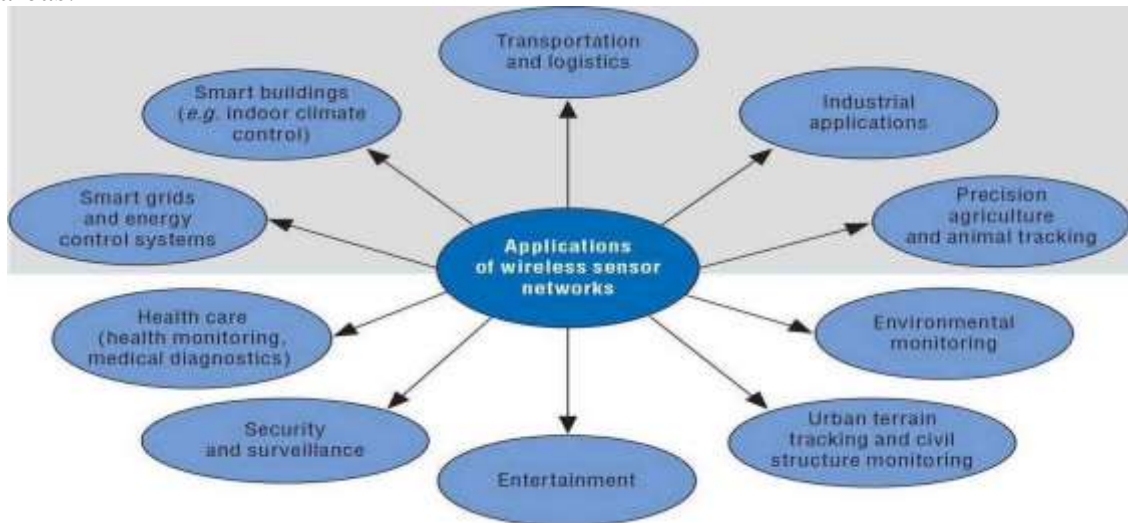 Transportation
and logistics
Smart buildings
(e.g. indoor climate
control)
Industrial
applications
Smart grids
and energy
control systems
Precision
agriculture
and animal tracking
Applications
of wireless sensor
networks
Health care
(health monitoring,
medical diagnostics)
Environmental
monitoring
Security
and surveillance
Urban terrain
tracking and civil
structure monitoring
Entertainment